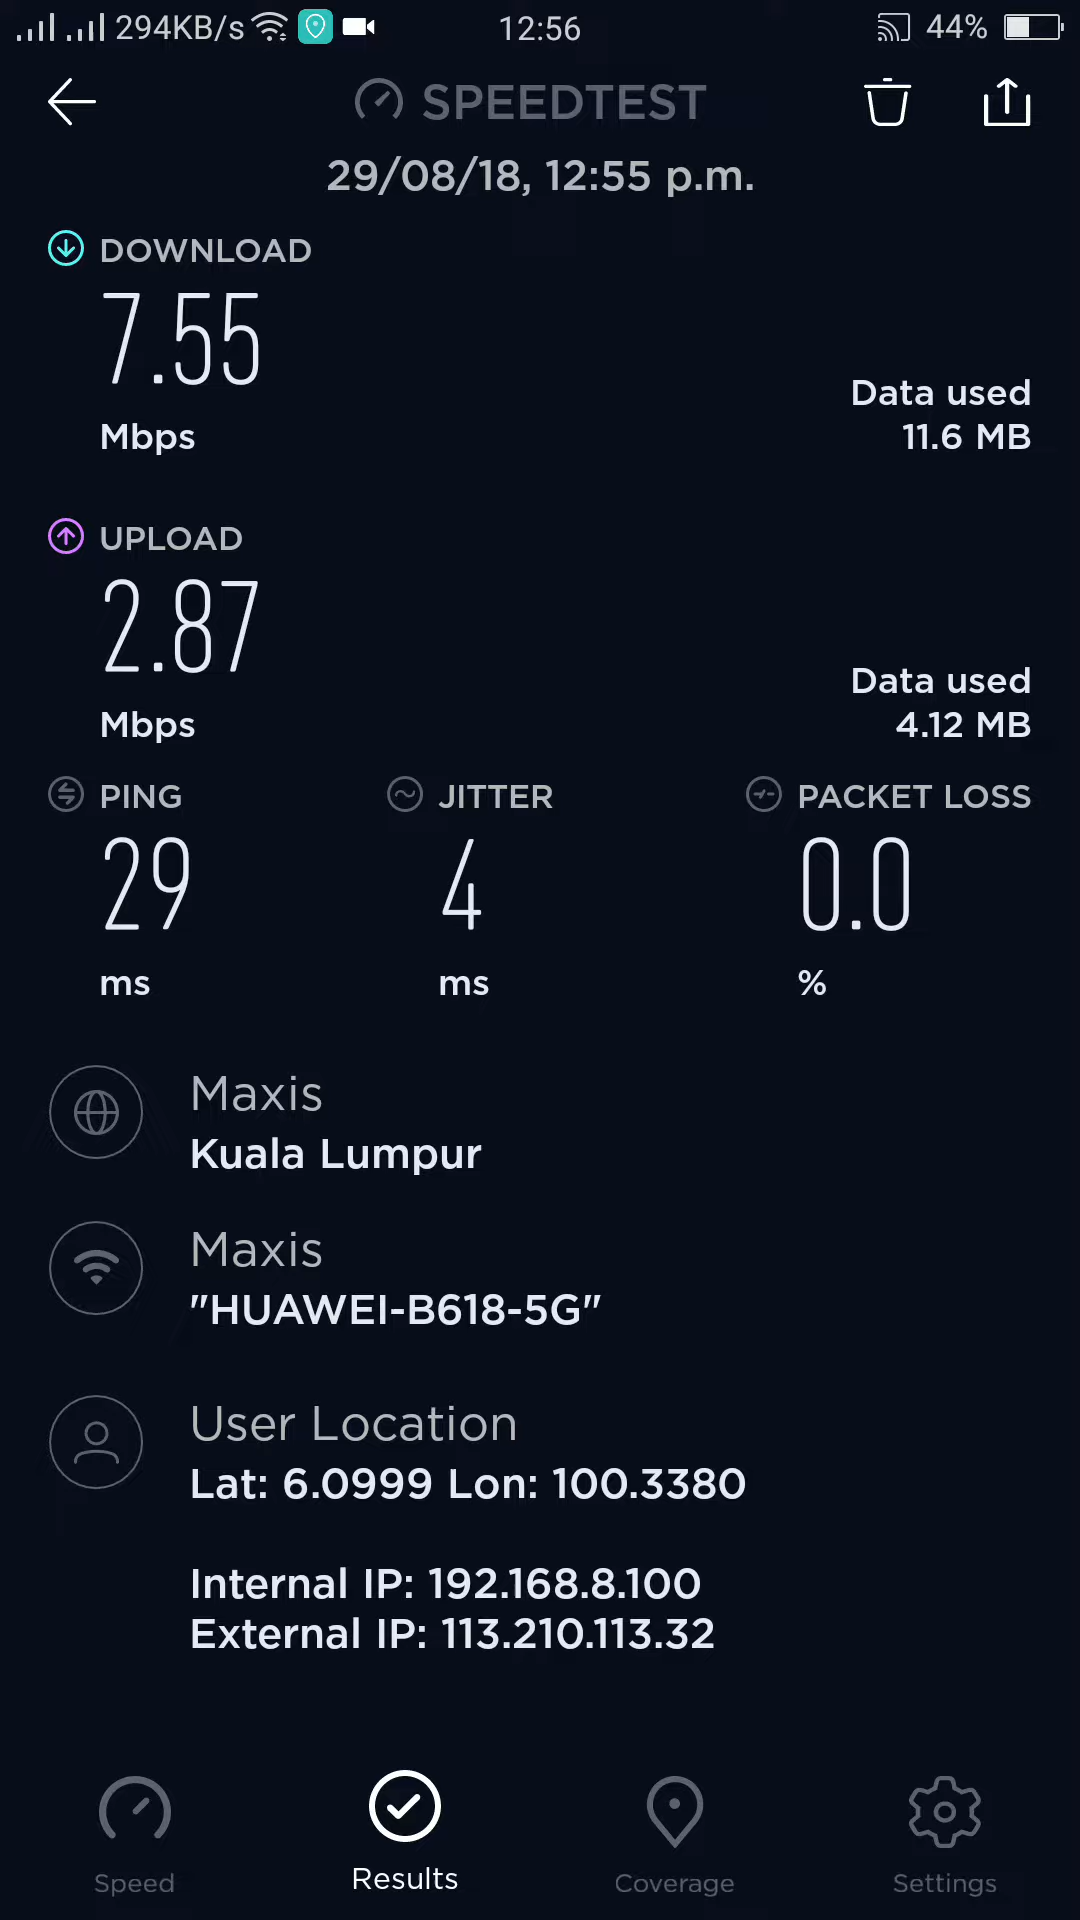 294KB/s 12:56 44%
SPEEDTEST
29/08/18, 12:55 p.m.
DOWNLOAD
7.55
Mbps
Data used
11.6 MB
UPLOAD
2.87
Mbps
Data used
4.12 MB
PING JITTER PACKET LOSS
29 4 0.0
ms ms %
Maxis
Kuala Lumpur
Maxis
"HUAWEI-B618-5G"
User Location
Lat: 6.0999 Lon: 100.3380
Internal IP: 192.168.8.100
External IP: 113.210.113.32
Speed Results Coverage Settings